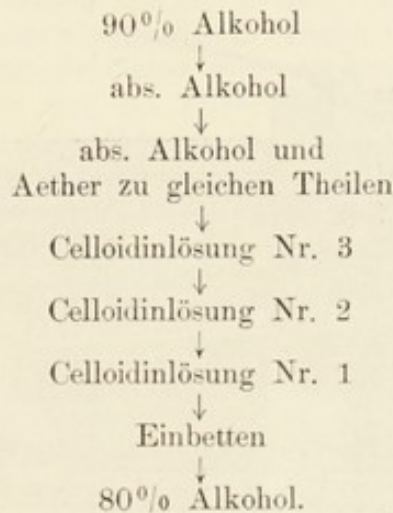 90% Alkohol
↓
abs. Alkohol
↓
abs. Alkohol und
Aether zu gleichen Theilen
↓
Celloidinlösung Nr. 3
↓
Celloidinlösung Nr. 2
↓
Celloidinlösung Nr. 1
↓
Einbetten
↓
80% Alkohol.